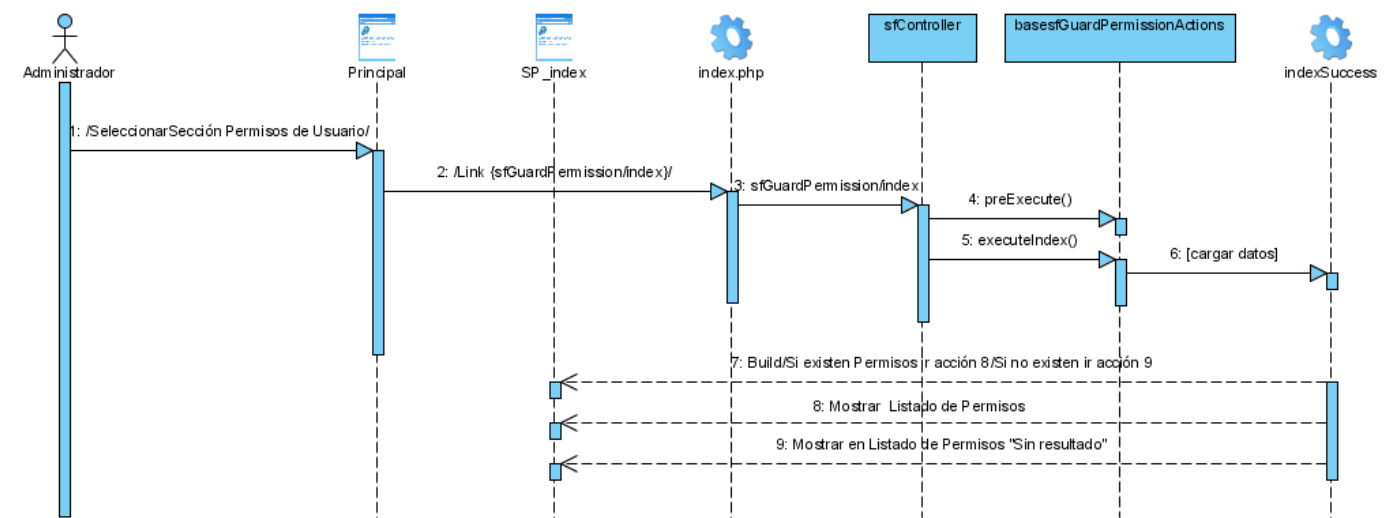 sfController
basesfGuardPermissionActions
Administrador
Principal
SP_index
index.php
indexSuccess
1: /SeleccionarSección Permisos de Usuario/
2: /Link {sfGuardPermission/index}/
3: sfGuardPermission/index
4: preExecute()
5: executeIndex()
6: [cargar datos]
7: Build/Si existen Permisos ir acción 8/Si no existen ir acción 9
8: Mostrar Listado de Permisos
9: Mostrar en Listado de Permisos "Sin resultado"